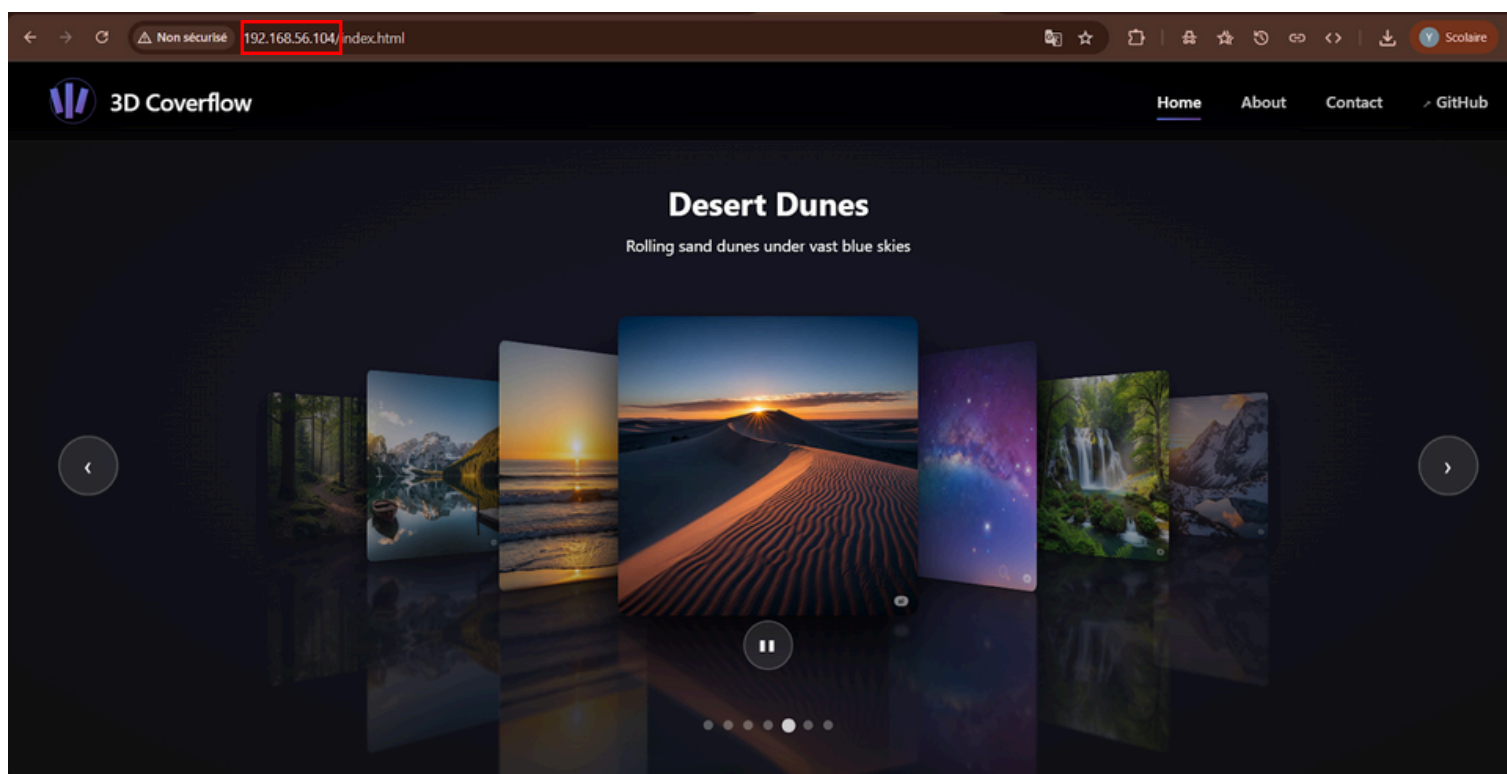 Non sécurisé 192.168.56.104/index.html
Y Scolaire
3D Coverflow
Home About Contact GitHub
Desert Dunes
Rolling sand dunes under vast blue skies